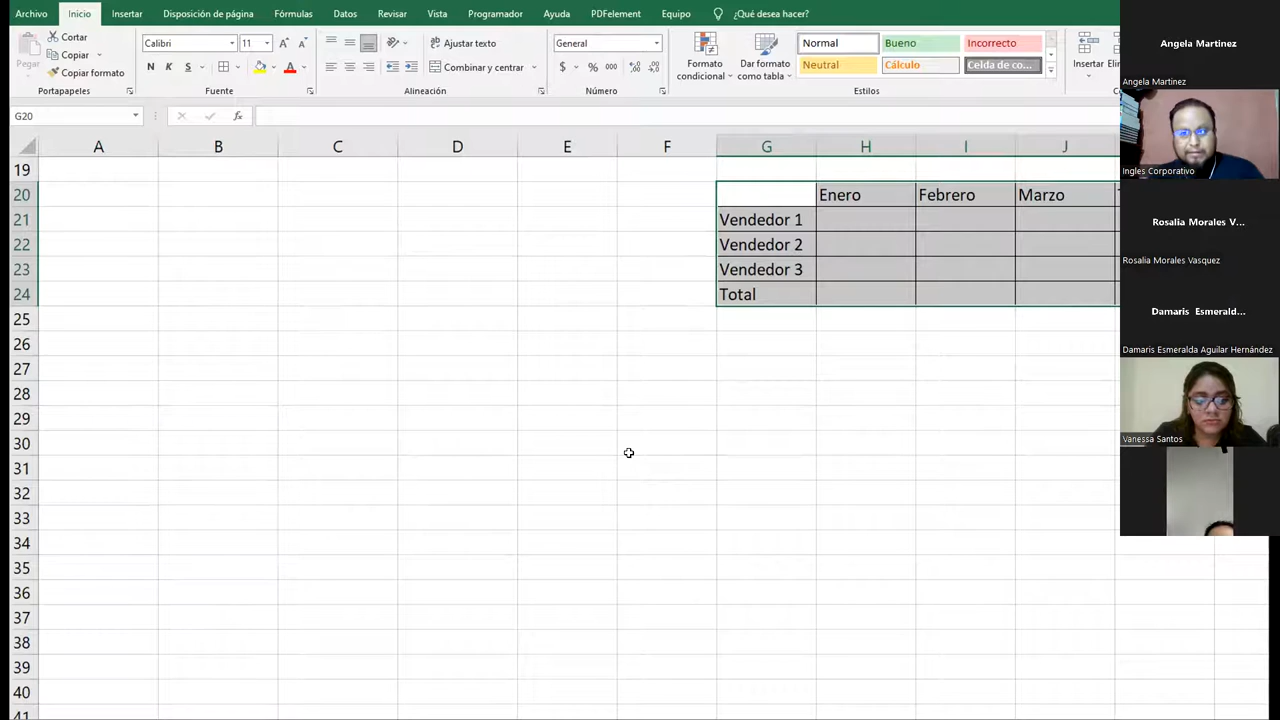 Archivo Inicio Insertar Disposición de página Fórmulas Datos Revisar Vista Programador Ayuda PDFelement Equipo ¿Qué desea hacer?
Pegar
Cortar
Copiar
Copiar formato
Portapapeles
Calibri 11
N K S
Fuente
Ajustar texto
Combinar y centrar
Alineación
General
$ % 000
Número
Formato condicional
Dar formato como tabla
Normal Bueno Incorrecto
Neutral Cálculo Celda de co...
Estilos
Insertar
G20 fx
A B C D E F G H I J
19
20 Enero Febrero Marzo
21 Vendedor 1
22 Vendedor 2
23 Vendedor 3
24 Total
25
26
27
28
29
30
31
32
33
34
35
36
37
38
39
40
41
Angela Martinez
Angela Martinez
Ingles Corporativo
Rosalia Morales V...
Rosalia Morales Vasquez
Damaris Esmerald...
Damaris Esmeralda Aguilar Hernández
Vanessa Santos